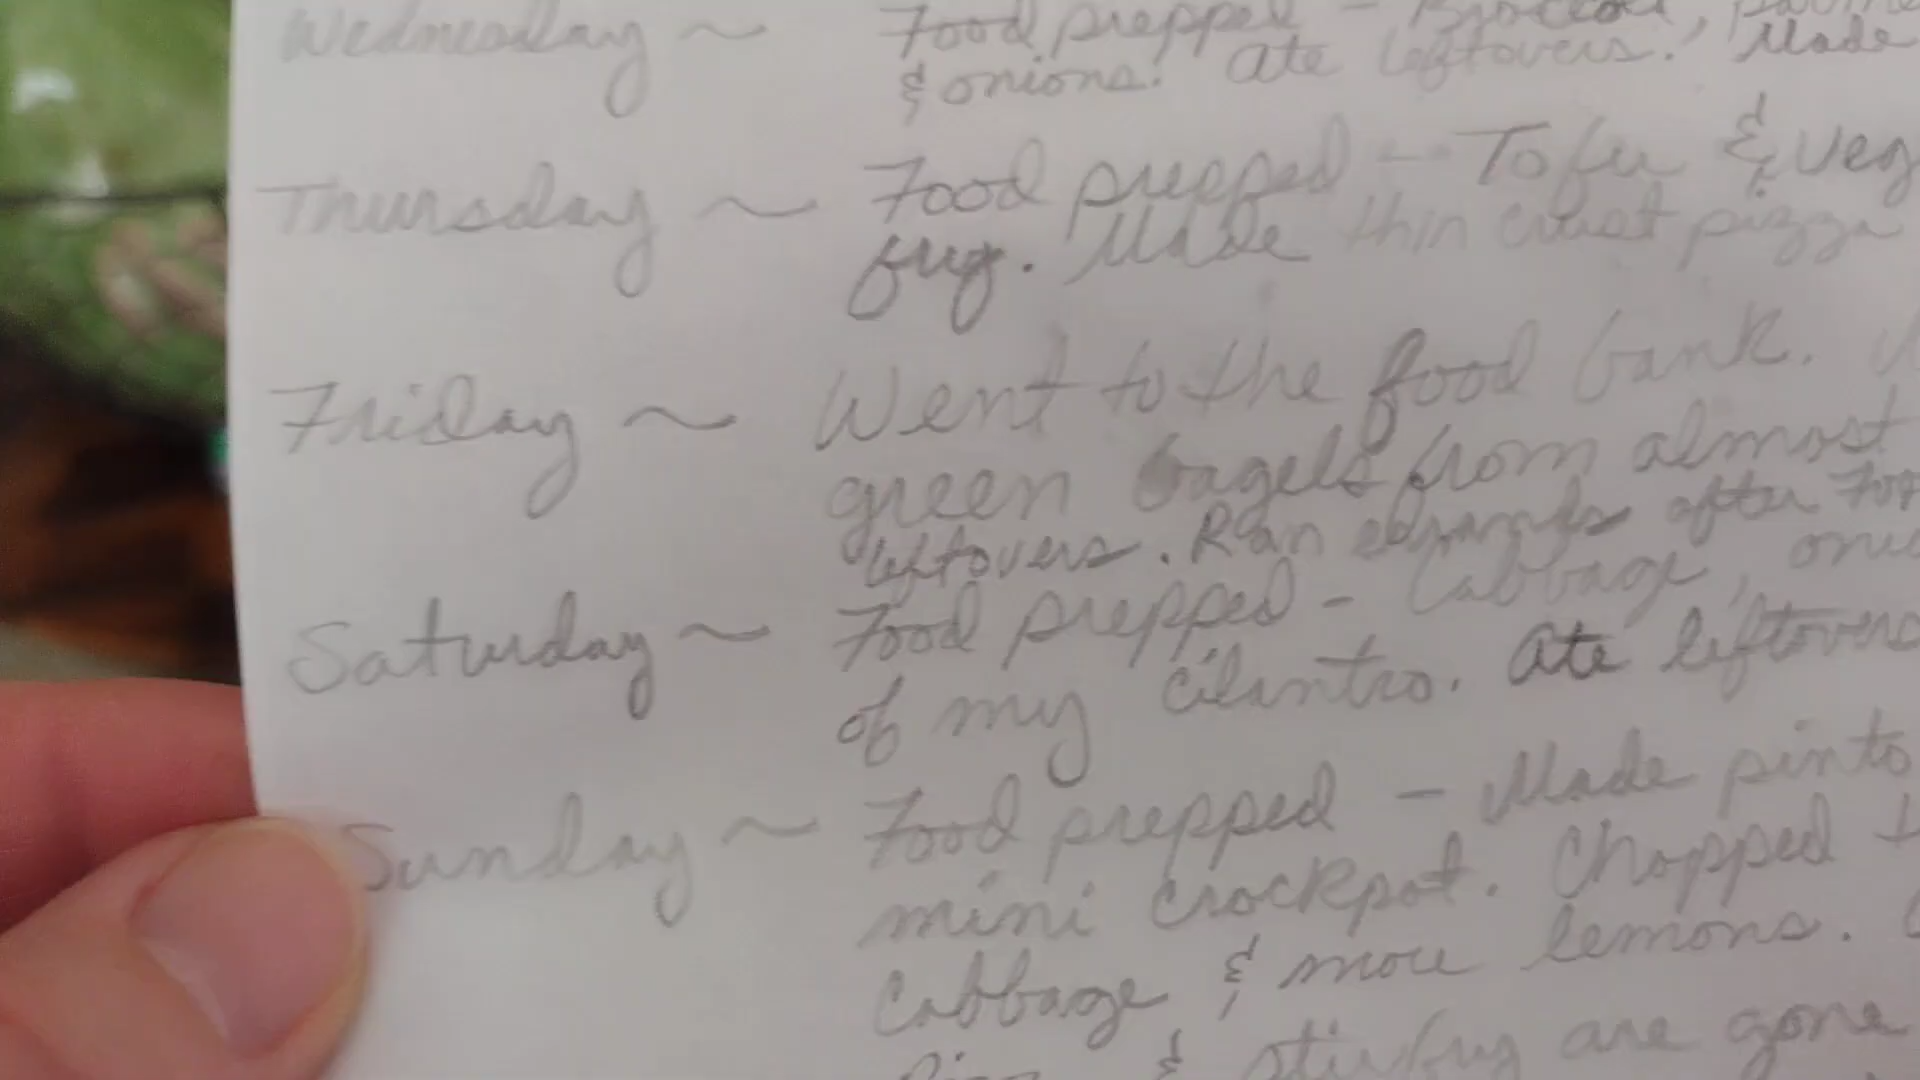 Wednesday ~ Food prepped - Broccoli,
& onions. Ate leftovers. Made
Thursday ~ Food prepped - Tofu & veg
fry. Made thin crust pizza
Friday ~ Went to the food bank.
green bagels from almost
leftovers. Ran errands after
Saturday ~ Food prepped - Cabbage,
of my cilantro. Ate leftovers
Sunday ~ Food prepped - Made pinto
mini crockpot. Chopped
Cabbage & more lemons.
& stirfry are gone